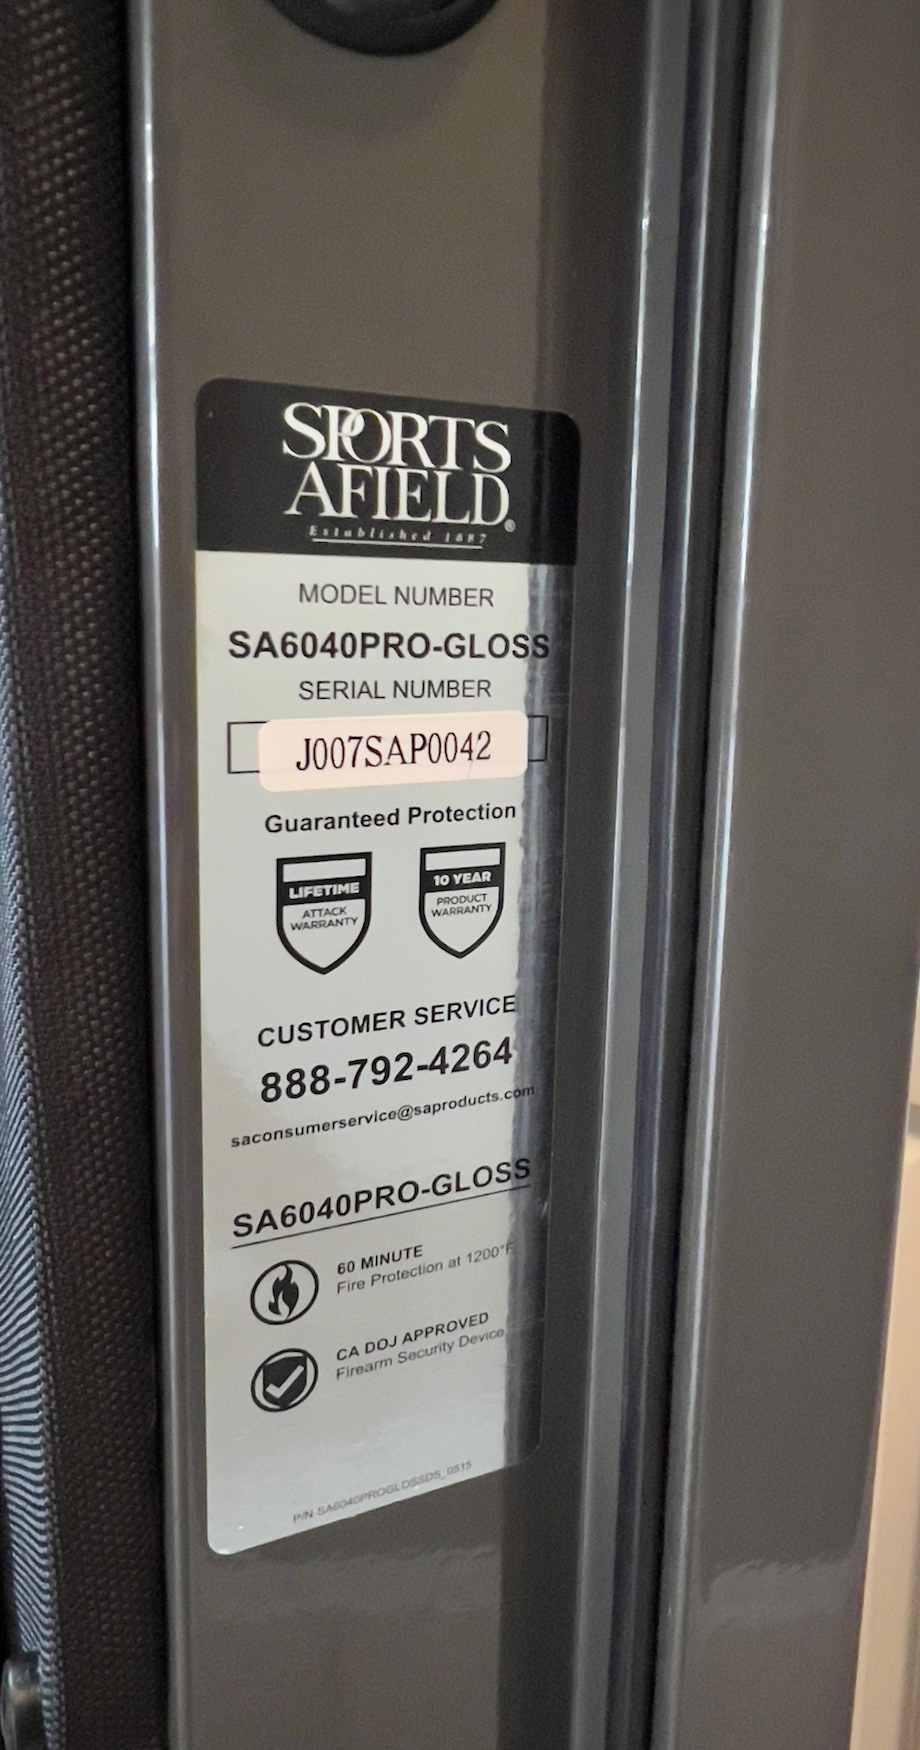 SPORTS
AFIELD®
Established 1887
MODEL NUMBER
SA6040PRO-GLOSS
SERIAL NUMBER
J007SAP0042
Guaranteed Protection
LIFETIME
ATTACK
WARRANTY
10 YEAR
PRODUCT
WARRANTY
CUSTOMER SERVICE
888-792-4264
saconsumerservice@saproducts.com
SA6040PRO-GLOSS
60 MINUTE
Fire Protection at 1200°F
CA DOJ APPROVED
Firearm Security Device
P/N SA6040PROGLOSSDS_0515